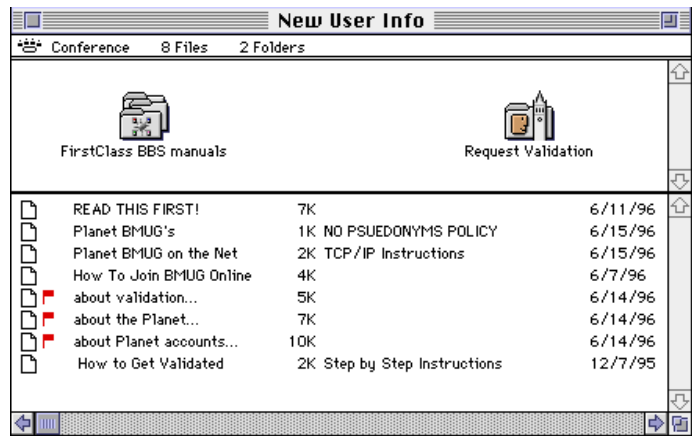 New User Info
Conference 8 Files 2 Folders
FirstClass BBS manuals Request Validation
READ THIS FIRST! 7K 6/11/96
Planet BMUG's 1K NO PSUEDONYMS POLICY 6/15/96
Planet BMUG on the Net 2K TCP/IP Instructions 6/15/96
How To Join BMUG Online 4K 6/7/96
about validation... 5K 6/14/96
about the Planet... 7K 6/14/96
about Planet accounts... 10K 6/14/96
How to Get Validated 2K Step by Step Instructions 12/7/95